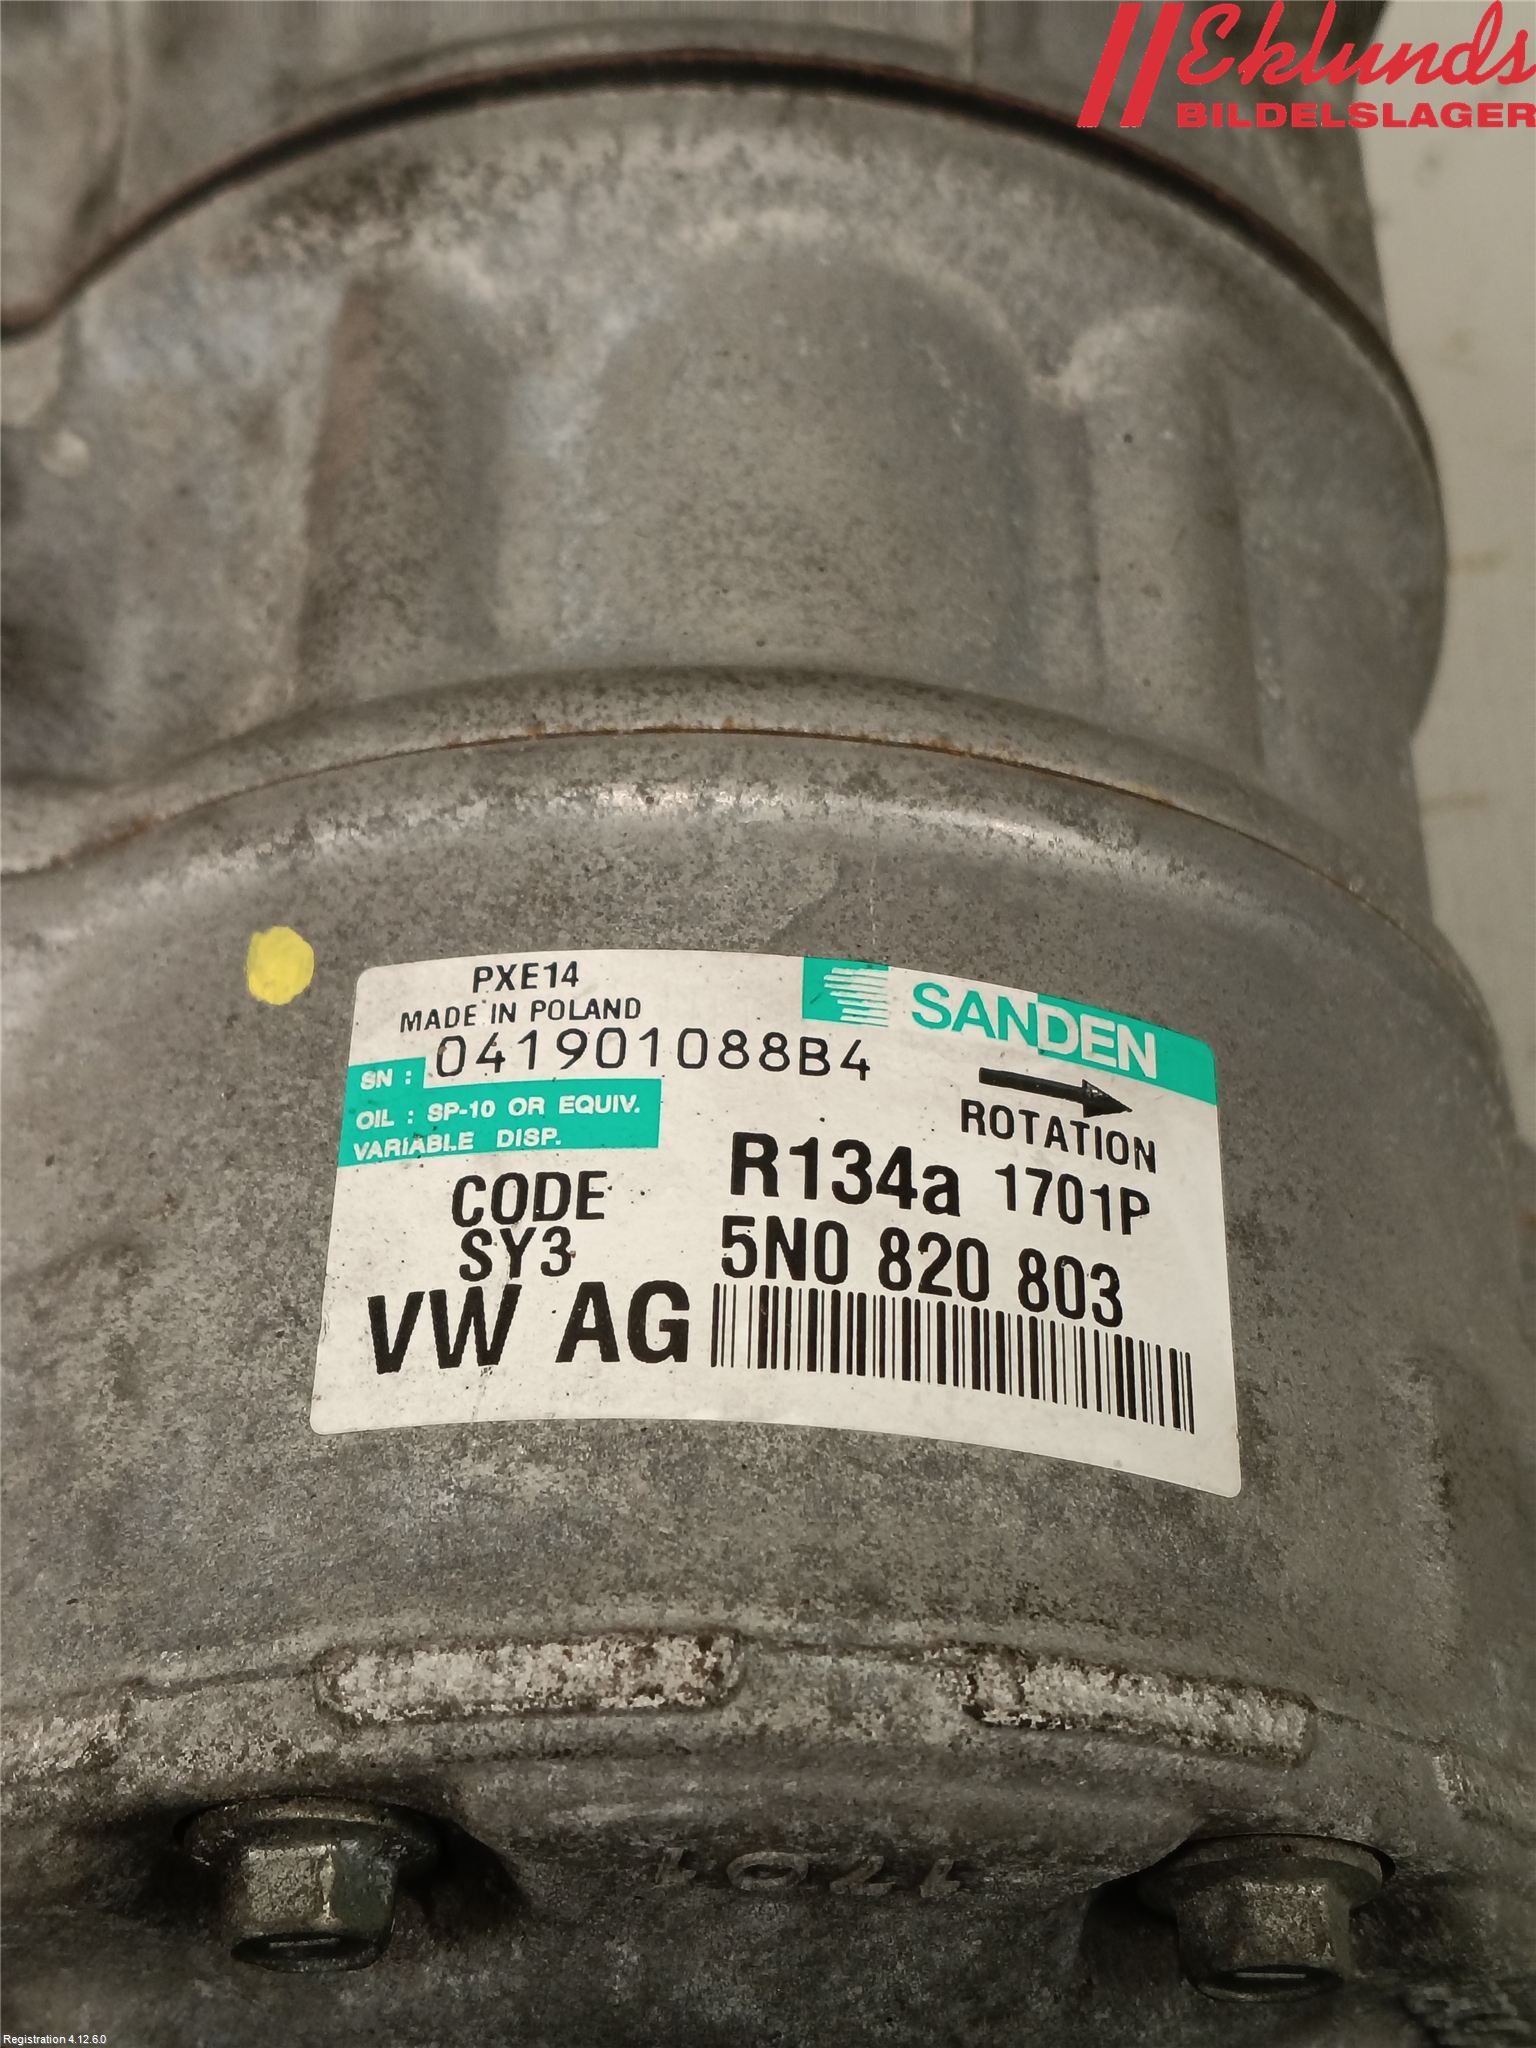 Eklunds
BILDELSLAGER
PXE14
MADE IN POLAND
SANDEN
SN : 041901088B4
OIL : SP-10 OR EQUIV.
VARIABLE DISP.
ROTATION
CODE
SY3
R134a 1701P
5N0 820 803
VW AG
1701
Registration 4.12.6.0